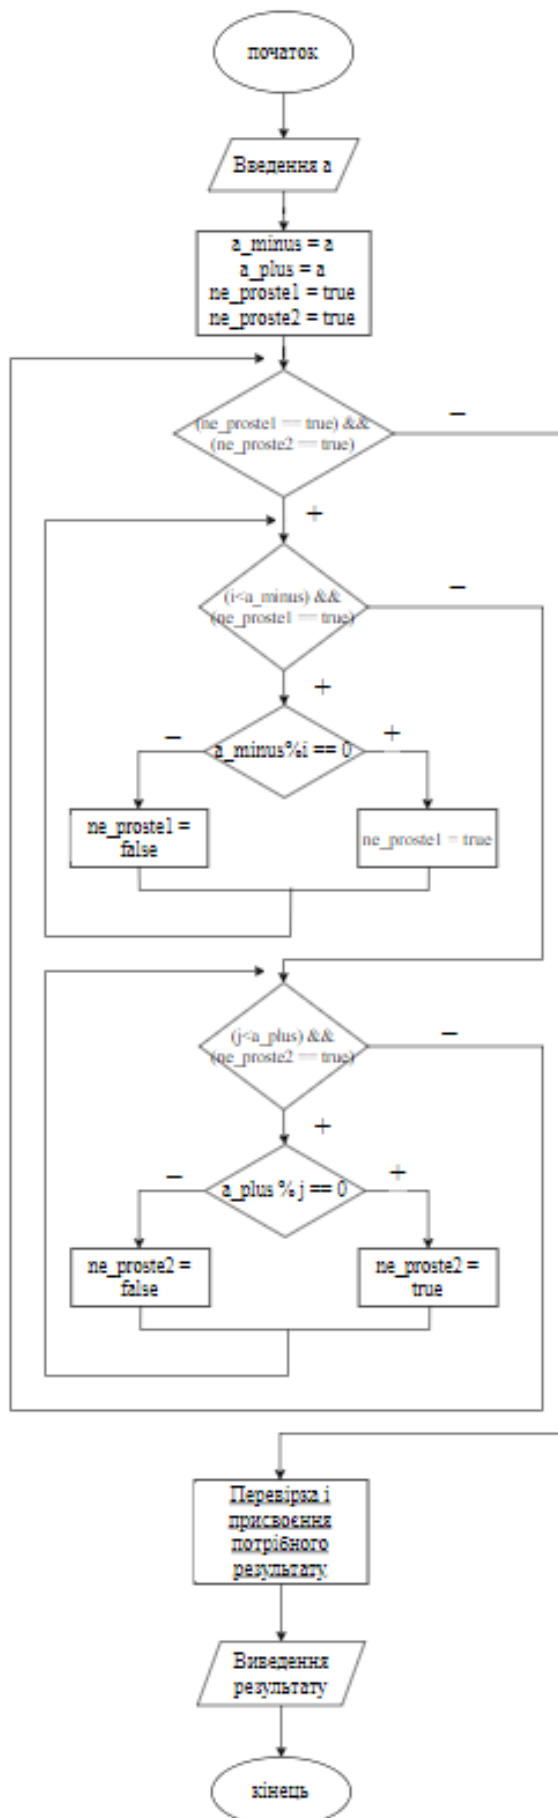 початок
Введення а
a_minus = a
a_plus = a
ne_proste1 = true
ne_proste2 = true
(ne_proste1 == true) &&
(ne_proste2 == true)
−
+
(i<a_minus) &&
(ne_proste1 == true)
−
+
a_minus%i == 0
−
+
ne_proste1 =
false
ne_proste1 = true
(j<a_plus) &&
(ne_proste2 == true)
−
+
a_plus % j == 0
−
+
ne_proste2 =
false
ne_proste2 =
true
Перевірка і
присвоєння
потрібного
результату
Виведення
результату
кінець